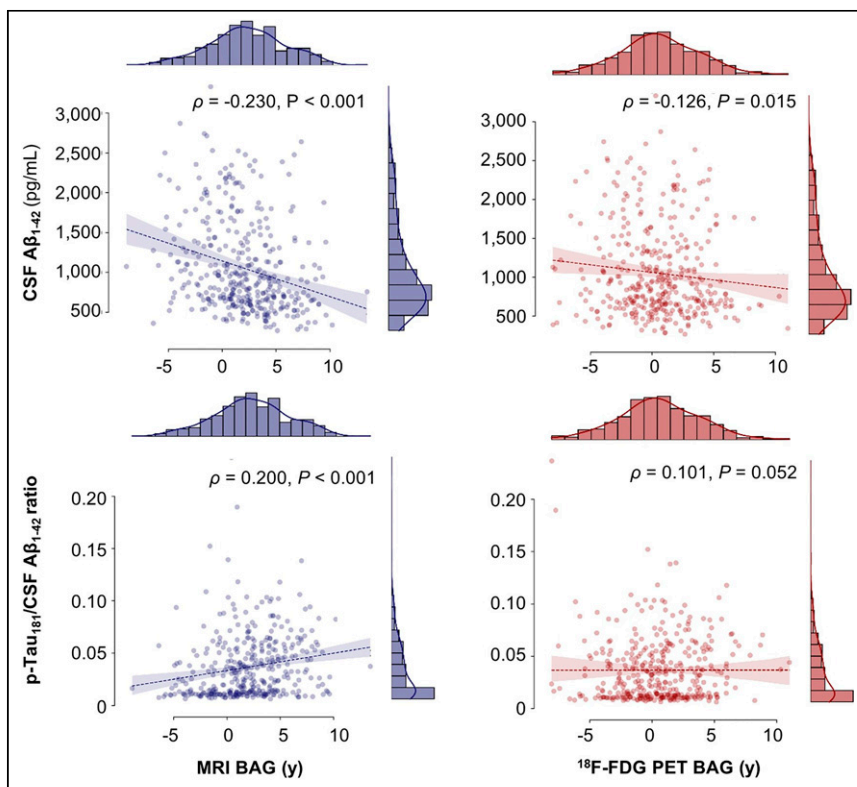 ρ = -0.230, P < 0.001
3,000
2,500
2,000
1,500
1,000
500
CSF Aβ1-42 (pg/mL)
-5 0 5 10
ρ = -0.126, P = 0.015
3,000
2,500
2,000
1,500
1,000
500
-5 0 5 10
ρ = 0.200, P < 0.001
0.20
0.15
0.10
0.05
0
p-Tau181/CSF Aβ1-42 ratio
-5 0 5 10
MRI BAG (y)
ρ = 0.101, P = 0.052
0.20
0.15
0.10
0.05
0
-5 0 5 10
18F-FDG PET BAG (y)